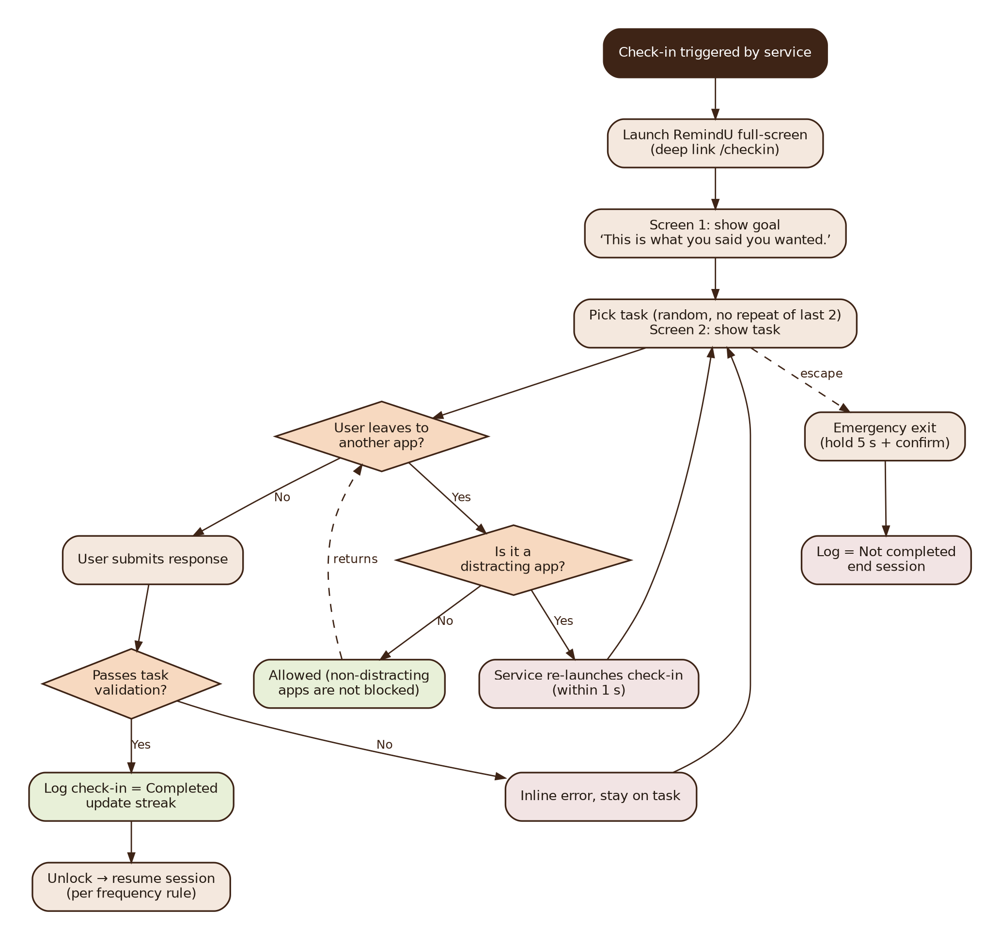 Check-in triggered by service
Launch RemindU full-screen
(deep link /checkin)
Screen 1: show goal
‘This is what you said you wanted.’
Pick task (random, no repeat of last 2)
Screen 2: show task
escape
User leaves to
another app?
Emergency exit
(hold 5 s + confirm)
No
Yes
User submits response
returns
Is it a
distracting app?
Log = Not completed
end session
No
Yes
Passes task
validation?
Allowed (non-distracting
apps are not blocked)
Service re-launches check-in
(within 1 s)
Yes
No
Log check-in = Completed
update streak
Inline error, stay on task
Unlock → resume session
(per frequency rule)